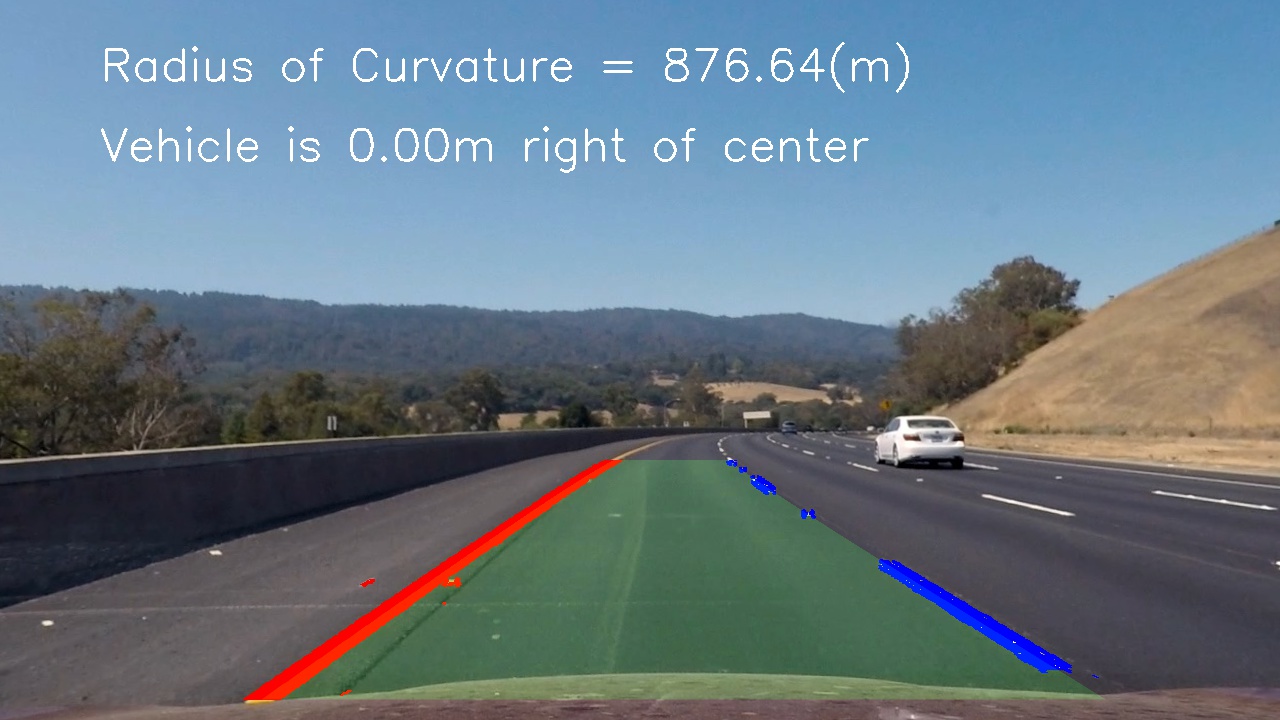 Radius of Curvature = 876.64(m)
Vehicle is 0.00m right of center